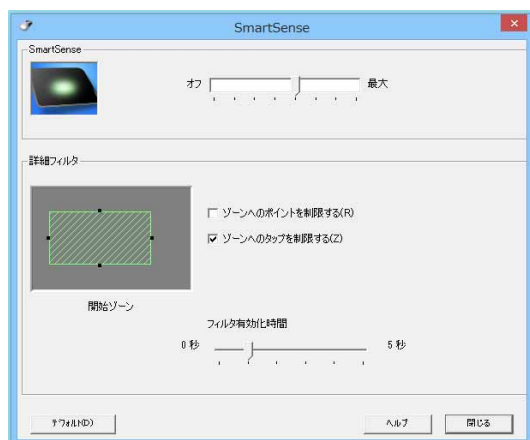 SmartSense
SmartSense
オフ 最大
詳細フィルタ
ゾーンへのポイントを制限する(R)
ゾーンへのタップを制限する(Z)
開始ゾーン
フィルタ有効化時間
0 秒 5 秒
デフォルト(D) ヘルプ 閉じる